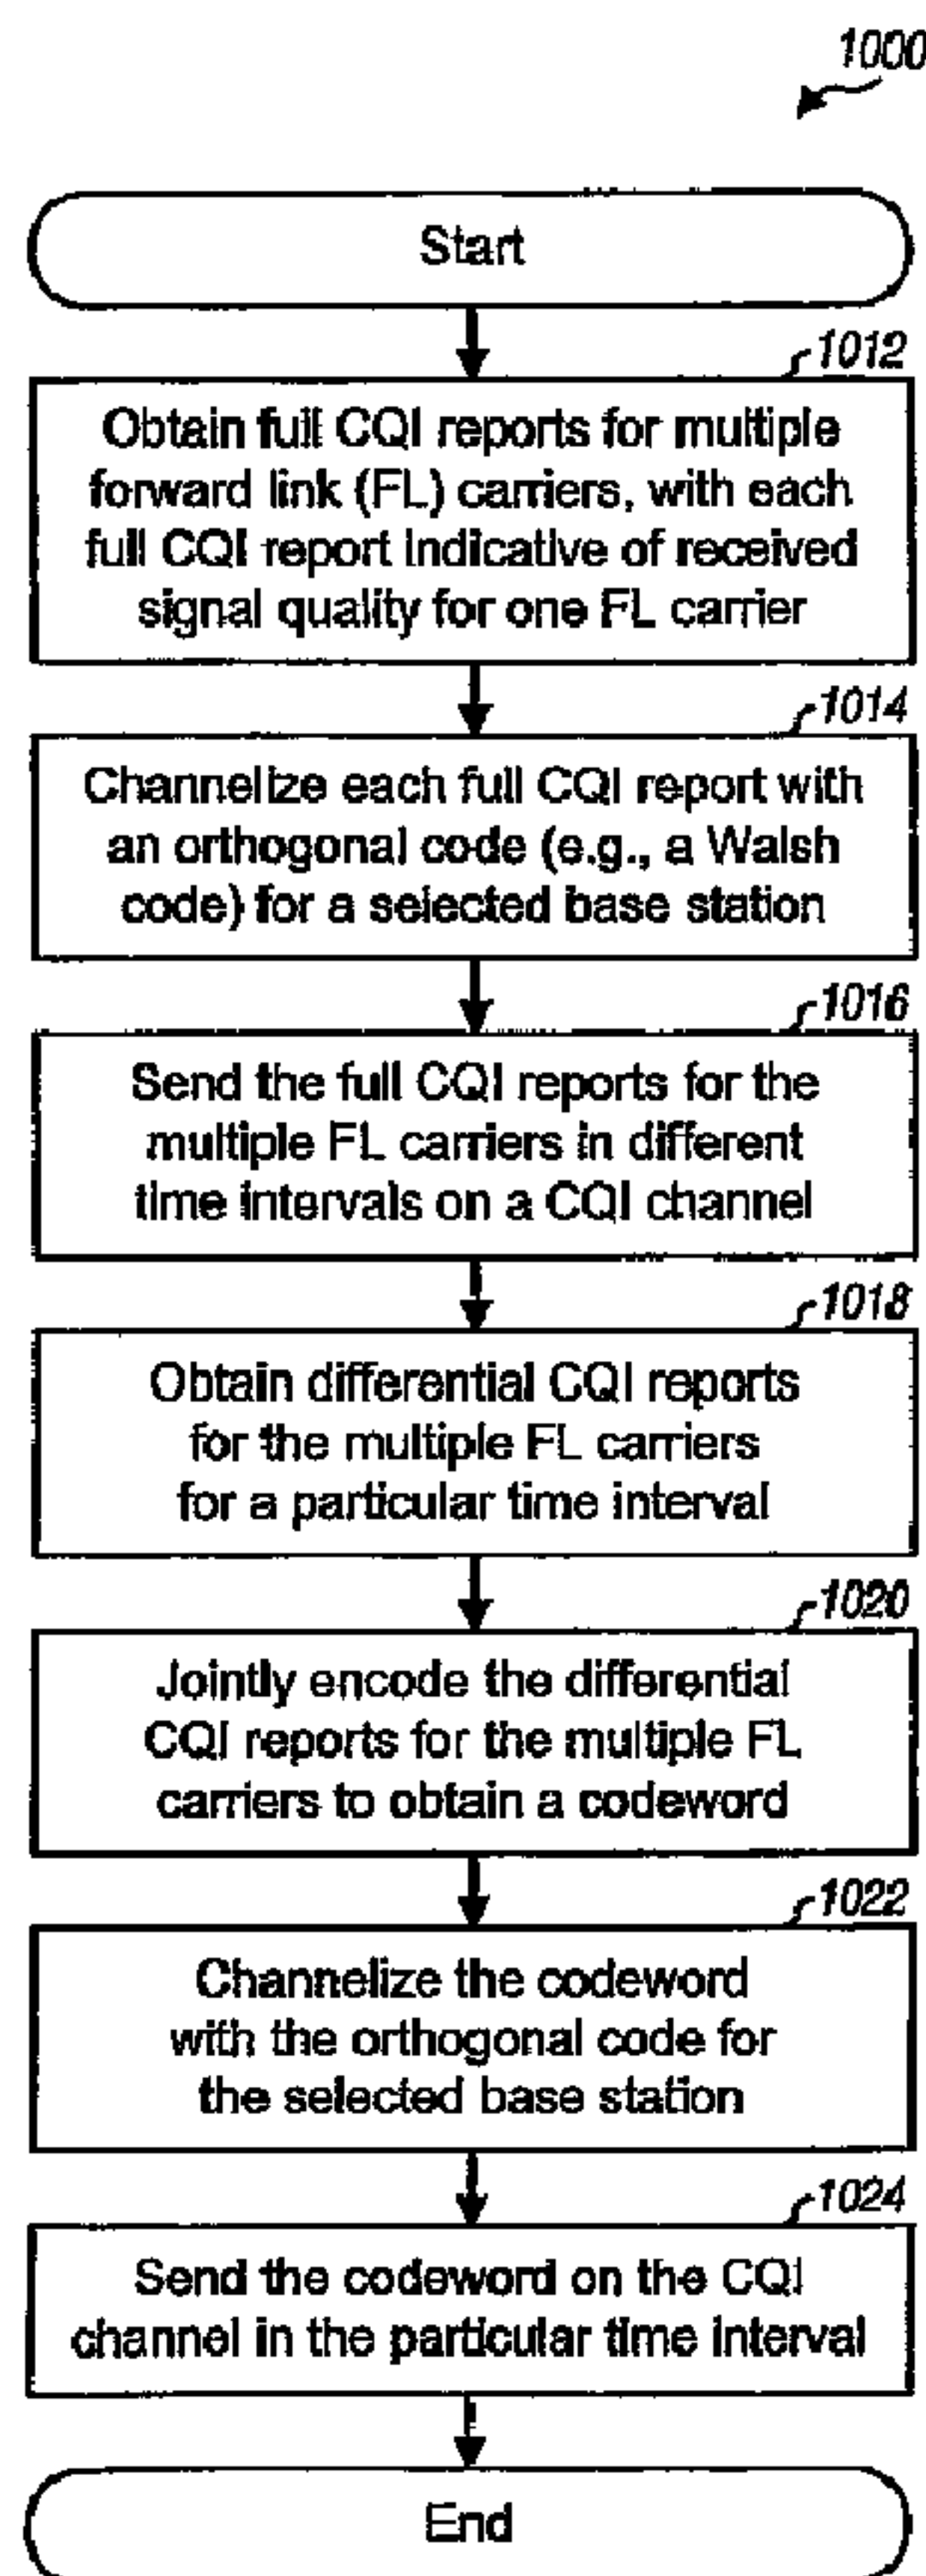 1000
Start
1012
Obtain full CQI reports for multiple
forward link (FL) carriers, with each
full CQI report indicative of received
signal quality for one FL carrier
1014
Channelize each full CQI report with
an orthogonal code (e.g., a Walsh
code) for a selected base station
1016
Send the full CQI reports for the
multiple FL carriers in different
time intervals on a CQI channel
1018
Obtain differential CQI reports
for the multiple FL carriers
for a particular time interval
1020
Jointly encode the differential
CQI reports for the multiple FL
carriers to obtain a codeword
1022
Channelize the codeword
with the orthogonal code for
the selected base station
1024
Send the codeword on the CQI
channel in the particular time interval
End